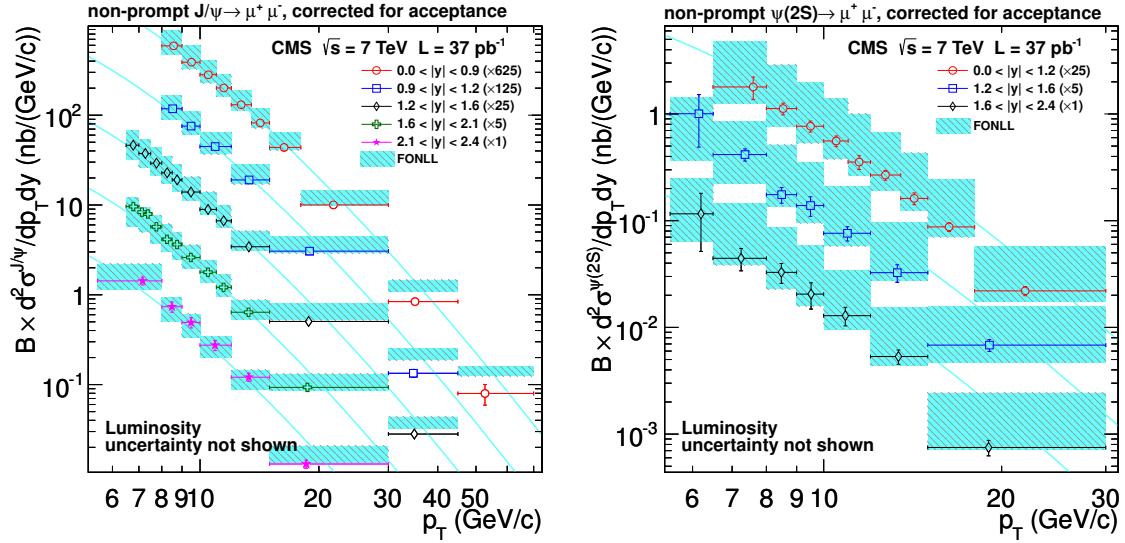 non-prompt J/ψ→ μ⁺ μ⁻, corrected for acceptance
CMS √s = 7 TeV L = 37 pb⁻¹
0.0 < |y| < 0.9 (×625)
0.9 < |y| < 1.2 (×125)
1.2 < |y| < 1.6 (×25)
1.6 < |y| < 2.1 (×5)
2.1 < |y| < 2.4 (×1)
FONLL
B × d²σ^J/ψ/dp_T dy (nb/(GeV/c))
10²
10
1
10⁻¹
Luminosity
uncertainty not shown
6 7 8 9 10 20 30 40 50
p_T (GeV/c)
non-prompt ψ(2S)→ μ⁺ μ⁻, corrected for acceptance
CMS √s = 7 TeV L = 37 pb⁻¹
0.0 < |y| < 1.2 (×25)
1.2 < |y| < 1.6 (×5)
1.6 < |y| < 2.4 (×1)
FONLL
B × d²σ^ψ(2S)/dp_T dy (nb/(GeV/c))
1
10⁻¹
10⁻²
10⁻³
Luminosity
uncertainty not shown
6 7 8 9 10 20 30
p_T (GeV/c)